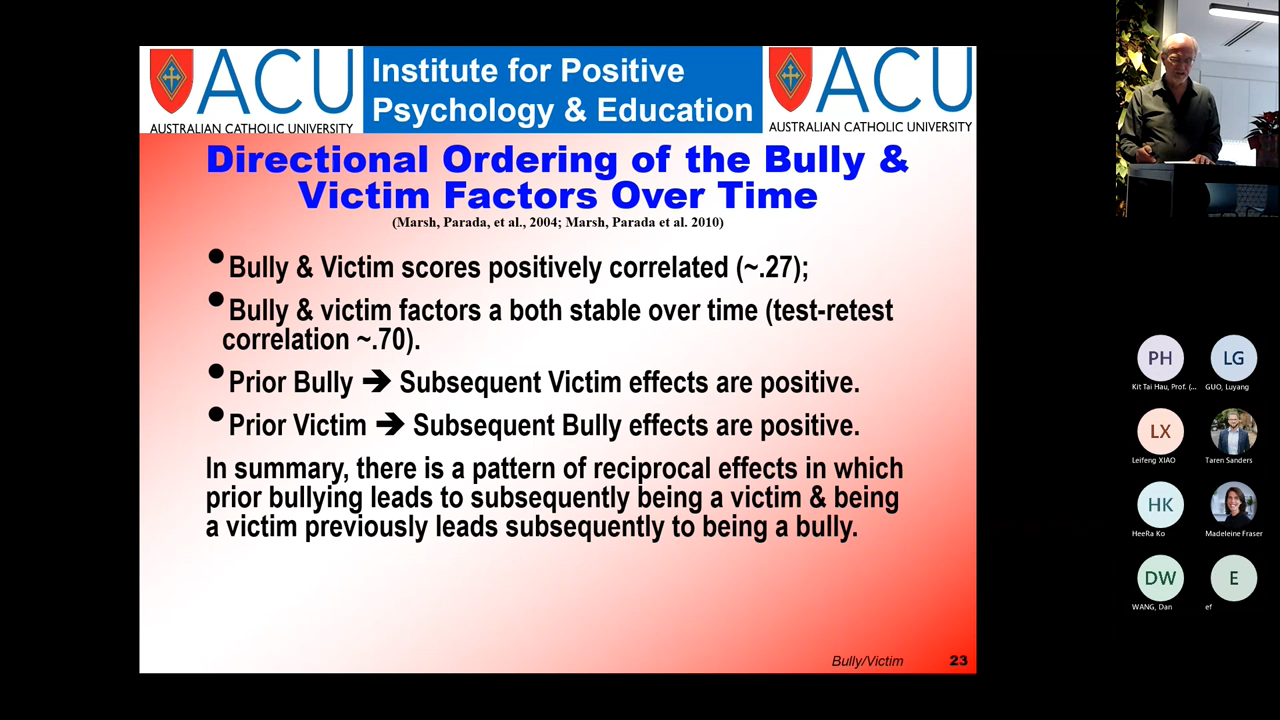 ACU
AUSTRALIAN CATHOLIC UNIVERSITY
Institute for Positive
Psychology & Education
ACU
AUSTRALIAN CATHOLIC UNIVERSITY
Directional Ordering of the Bully &
Victim Factors Over Time
(Marsh, Parada, et al., 2004; Marsh, Parada et al. 2010)
•Bully & Victim scores positively correlated (~.27);
•Bully & victim factors a both stable over time (test-retest
correlation ~.70).
•Prior Bully ➔ Subsequent Victim effects are positive.
•Prior Victim ➔ Subsequent Bully effects are positive.
In summary, there is a pattern of reciprocal effects in which
prior bullying leads to subsequently being a victim & being
a victim previously leads subsequently to being a bully.
Bully/Victim 23
PH
Kit Tai Hau, Prof. (...
LG
GUO, Luyang
LX
Leifeng XIAO
Taren Sanders
HK
HeeRa Ko
Madeleine Fraser
DW
WANG, Dan
E
ef